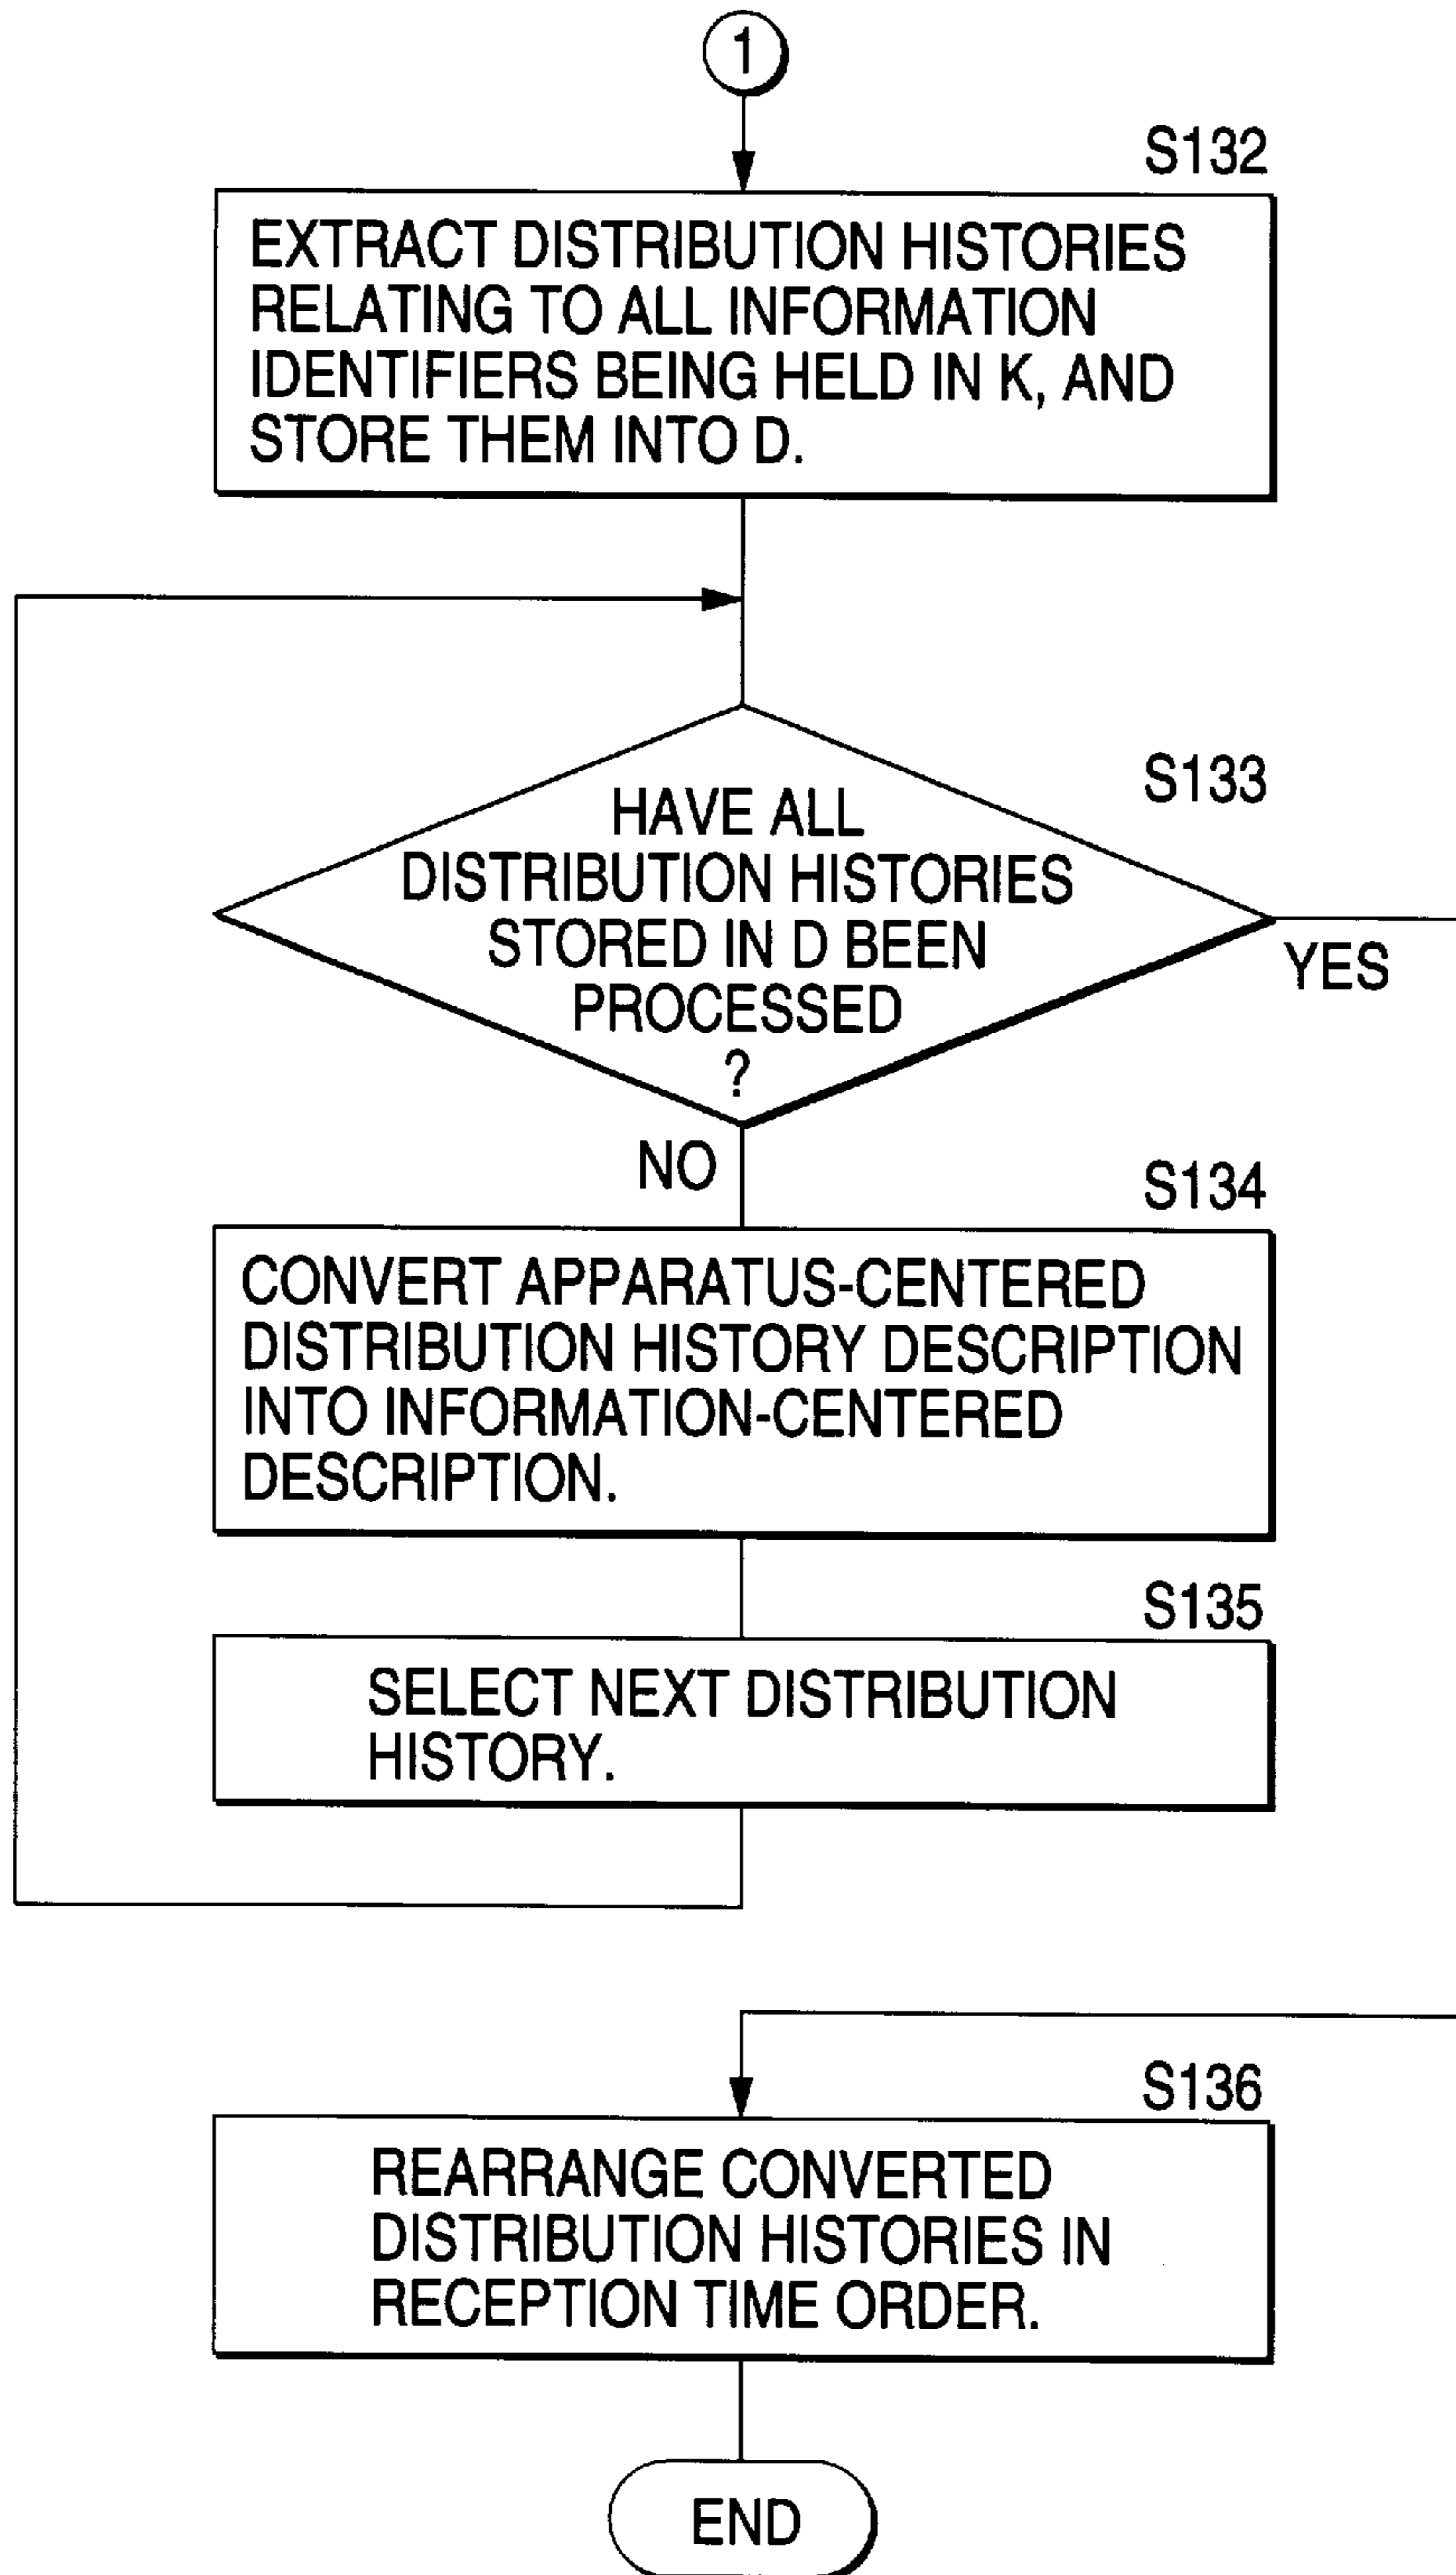 1
S132
EXTRACT DISTRIBUTION HISTORIES
RELATING TO ALL INFORMATION
IDENTIFIERS BEING HELD IN K, AND
STORE THEM INTO D.
S133
HAVE ALL
DISTRIBUTION HISTORIES
STORED IN D BEEN
PROCESSED
?
YES
NO
S134
CONVERT APPARATUS-CENTERED
DISTRIBUTION HISTORY DESCRIPTION
INTO INFORMATION-CENTERED
DESCRIPTION.
S135
SELECT NEXT DISTRIBUTION
HISTORY.
S136
REARRANGE CONVERTED
DISTRIBUTION HISTORIES IN
RECEPTION TIME ORDER.
END